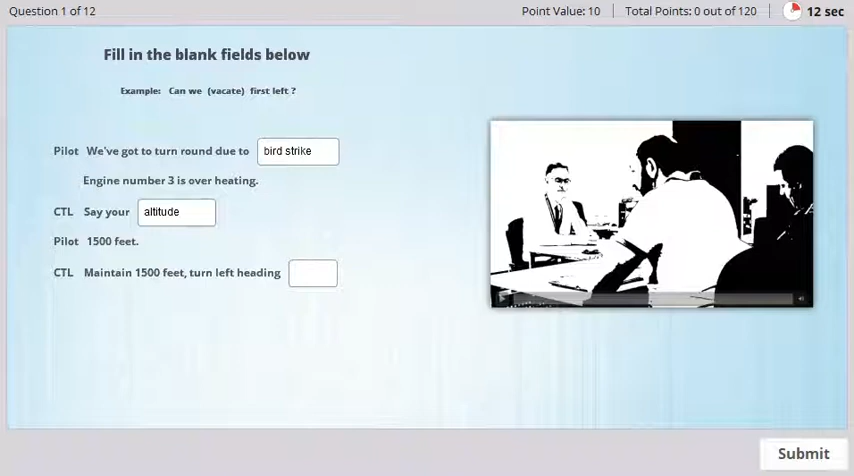 Question 1 of 12
Point Value: 10 | Total Points: 0 out of 120 | 12 sec
Fill in the blank fields below
Example: Can we (vacate) first left ?
Pilot We've got to turn round due to bird strike
Engine number 3 is over heating.
CTL Say your altitude
Pilot 1500 feet.
CTL Maintain 1500 feet, turn left heading
Submit